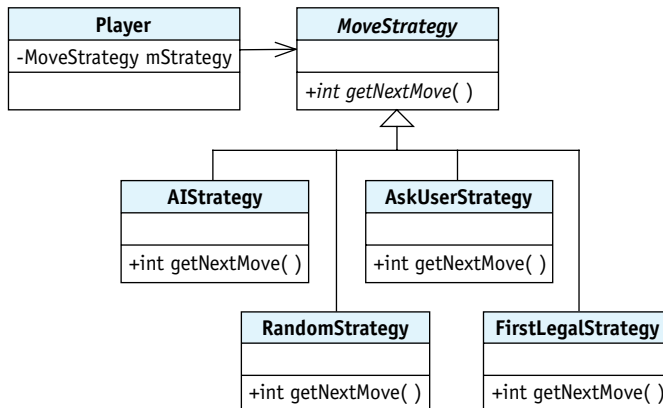 Player
-MoveStrategy mStrategy
MoveStrategy
+int getNextMove( )
AIStrategy
+int getNextMove( )
AskUserStrategy
+int getNextMove( )
RandomStrategy
+int getNextMove( )
FirstLegalStrategy
+int getNextMove( )